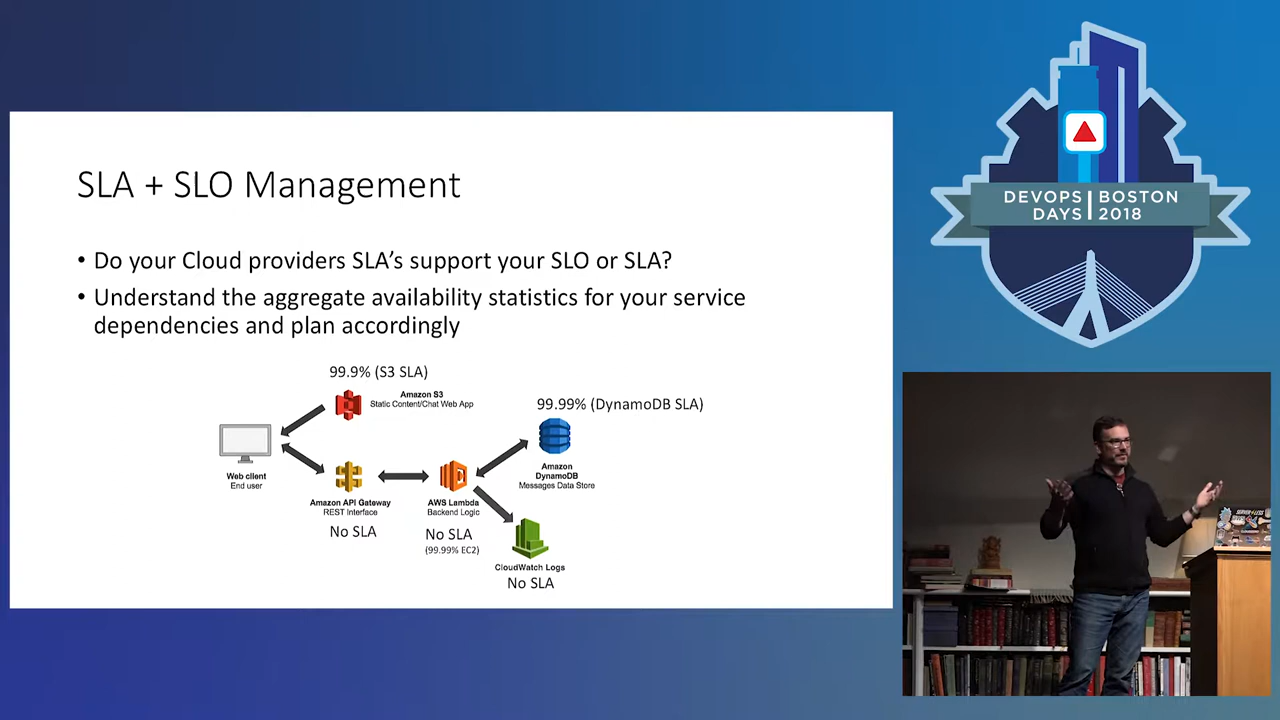 SLA + SLO Management
• Do your Cloud providers SLA’s support your SLO or SLA?
• Understand the aggregate availability statistics for your service
dependencies and plan accordingly
99.9% (S3 SLA)
Amazon S3
Static Content/Chat Web App
99.99% (DynamoDB SLA)
Web client
End user
Amazon API Gateway
REST Interface
No SLA
AWS Lambda
Backend Logic
No SLA
(99.99% EC2)
Amazon
DynamoDB
Messages Data Store
CloudWatch Logs
No SLA
DEVOPS BOSTON
DAYS 2018